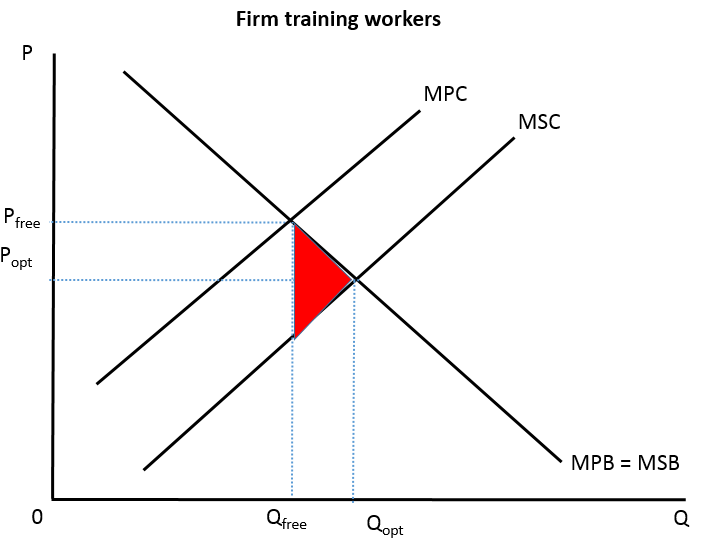 Firm training workers
P
MPC
MSC
Pfree
Popt
MPB = MSB
0
Qfree
Qopt
Q